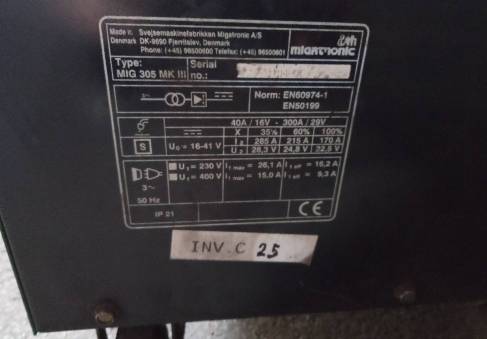 Made in Svejsemaskinefabrikken Migatronic A/S
Denmark DK-9690 Fjerritslev, Denmark
Phone: (+45) 96500600 Telefax: (+45) 96500601
migatronic
Type: Serial
MIG 305 MK III no.:
Norm: EN60974-1
EN50199
40A / 16V - 300A / 29V
X 35% 60% 100%
S U₀ = 16-41 V I₂ 285 A 215 A 170 A
U₂ 28,3 V 24,8 V 22,5 V
U₁ = 230 V I₁ max = 26,1 A I₁ eff = 16,2 A
3~ U₁ = 400 V I₁ max = 15,0 A I₁ eff = 9,3 A
50 Hz
IP 21 CE
INV. C 25